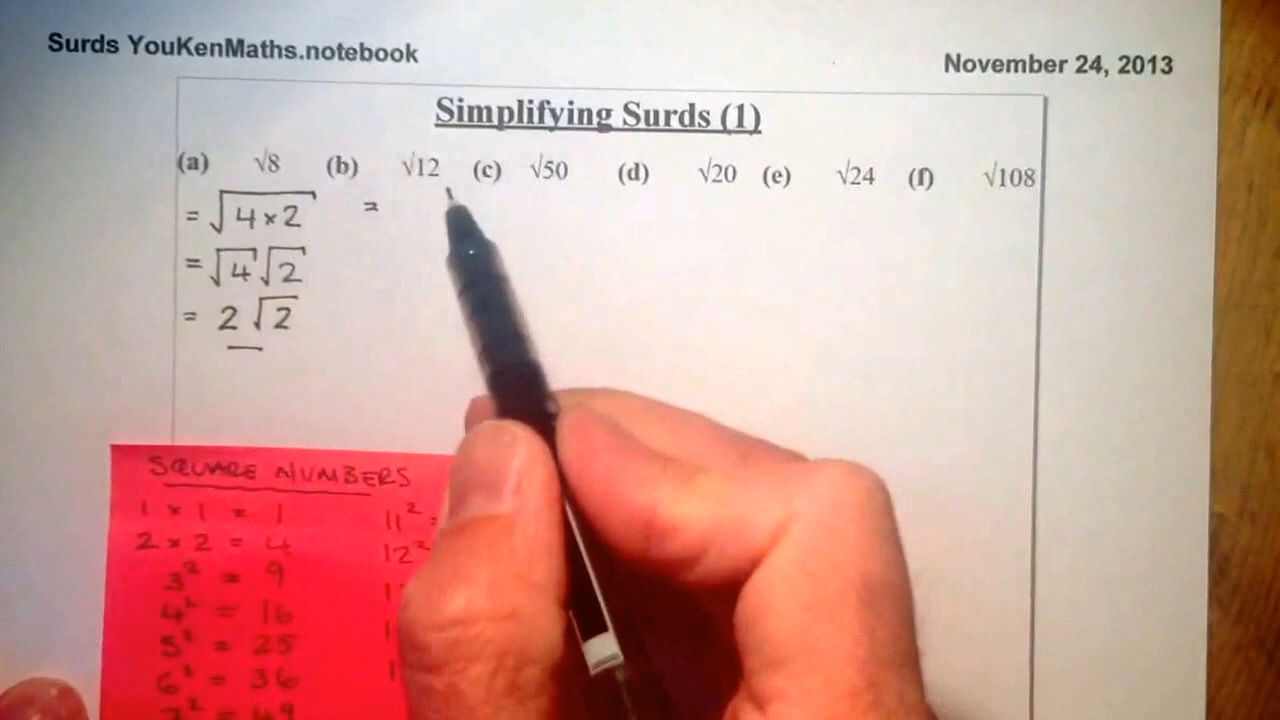 Surds YouKenMaths.notebook
November 24, 2013
Simplifying Surds (1)
(a) √8 (b) √12 (c) √50 (d) √20 (e) √24 (f) √108
= √4×2 =
= √4 √2
= 2√2
SQUARE NUMBERS
1 × 1 = 1
11² =
2 × 2 = 4
12²
3² = 9
4² = 16
5² = 25
6² = 36
7² = 49